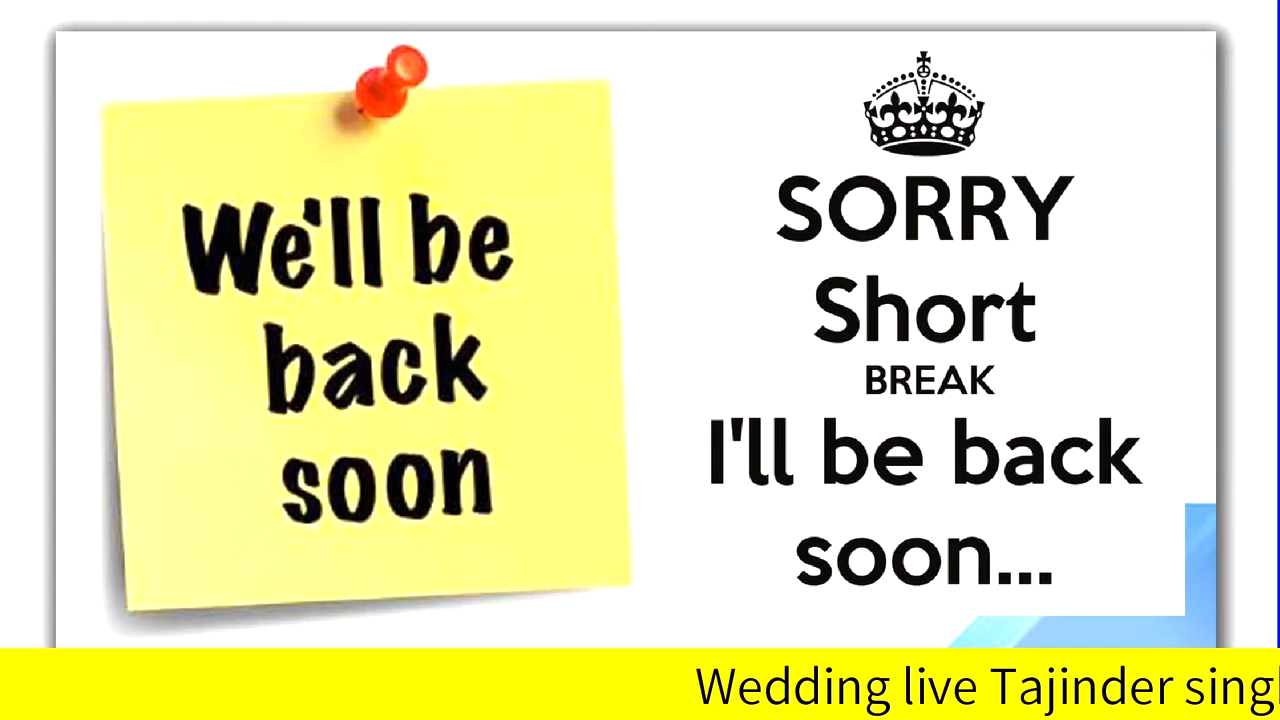 We'll be
back
soon
SORRY
Short
BREAK
I'll be back
soon...
Wedding live Tajinder